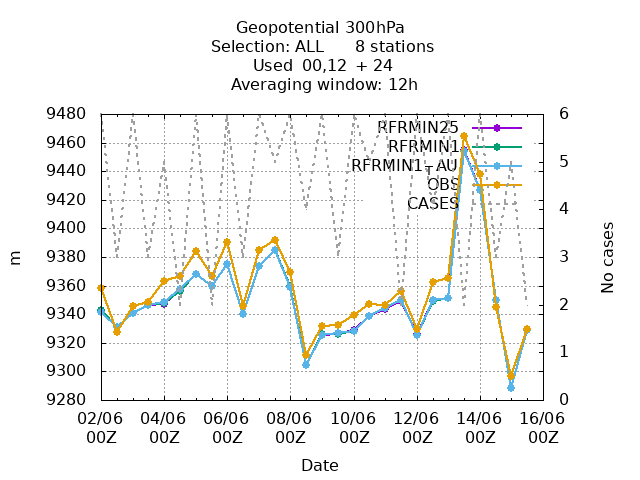 Geopotential 300hPa
Selection: ALL 8 stations
Used 00,12 + 24
Averaging window: 12h
9480
9460
9440
9420
9400
9380
9360
9340
9320
9300
9280
m
RFRMIN25
RFRMIN1
RFRMIN1_AU
OBS
CASES
6
5
4
3
2
1
0
No cases
02/06 00Z
04/06 00Z
06/06 00Z
08/06 00Z
10/06 00Z
12/06 00Z
14/06 00Z
16/06 00Z
Date